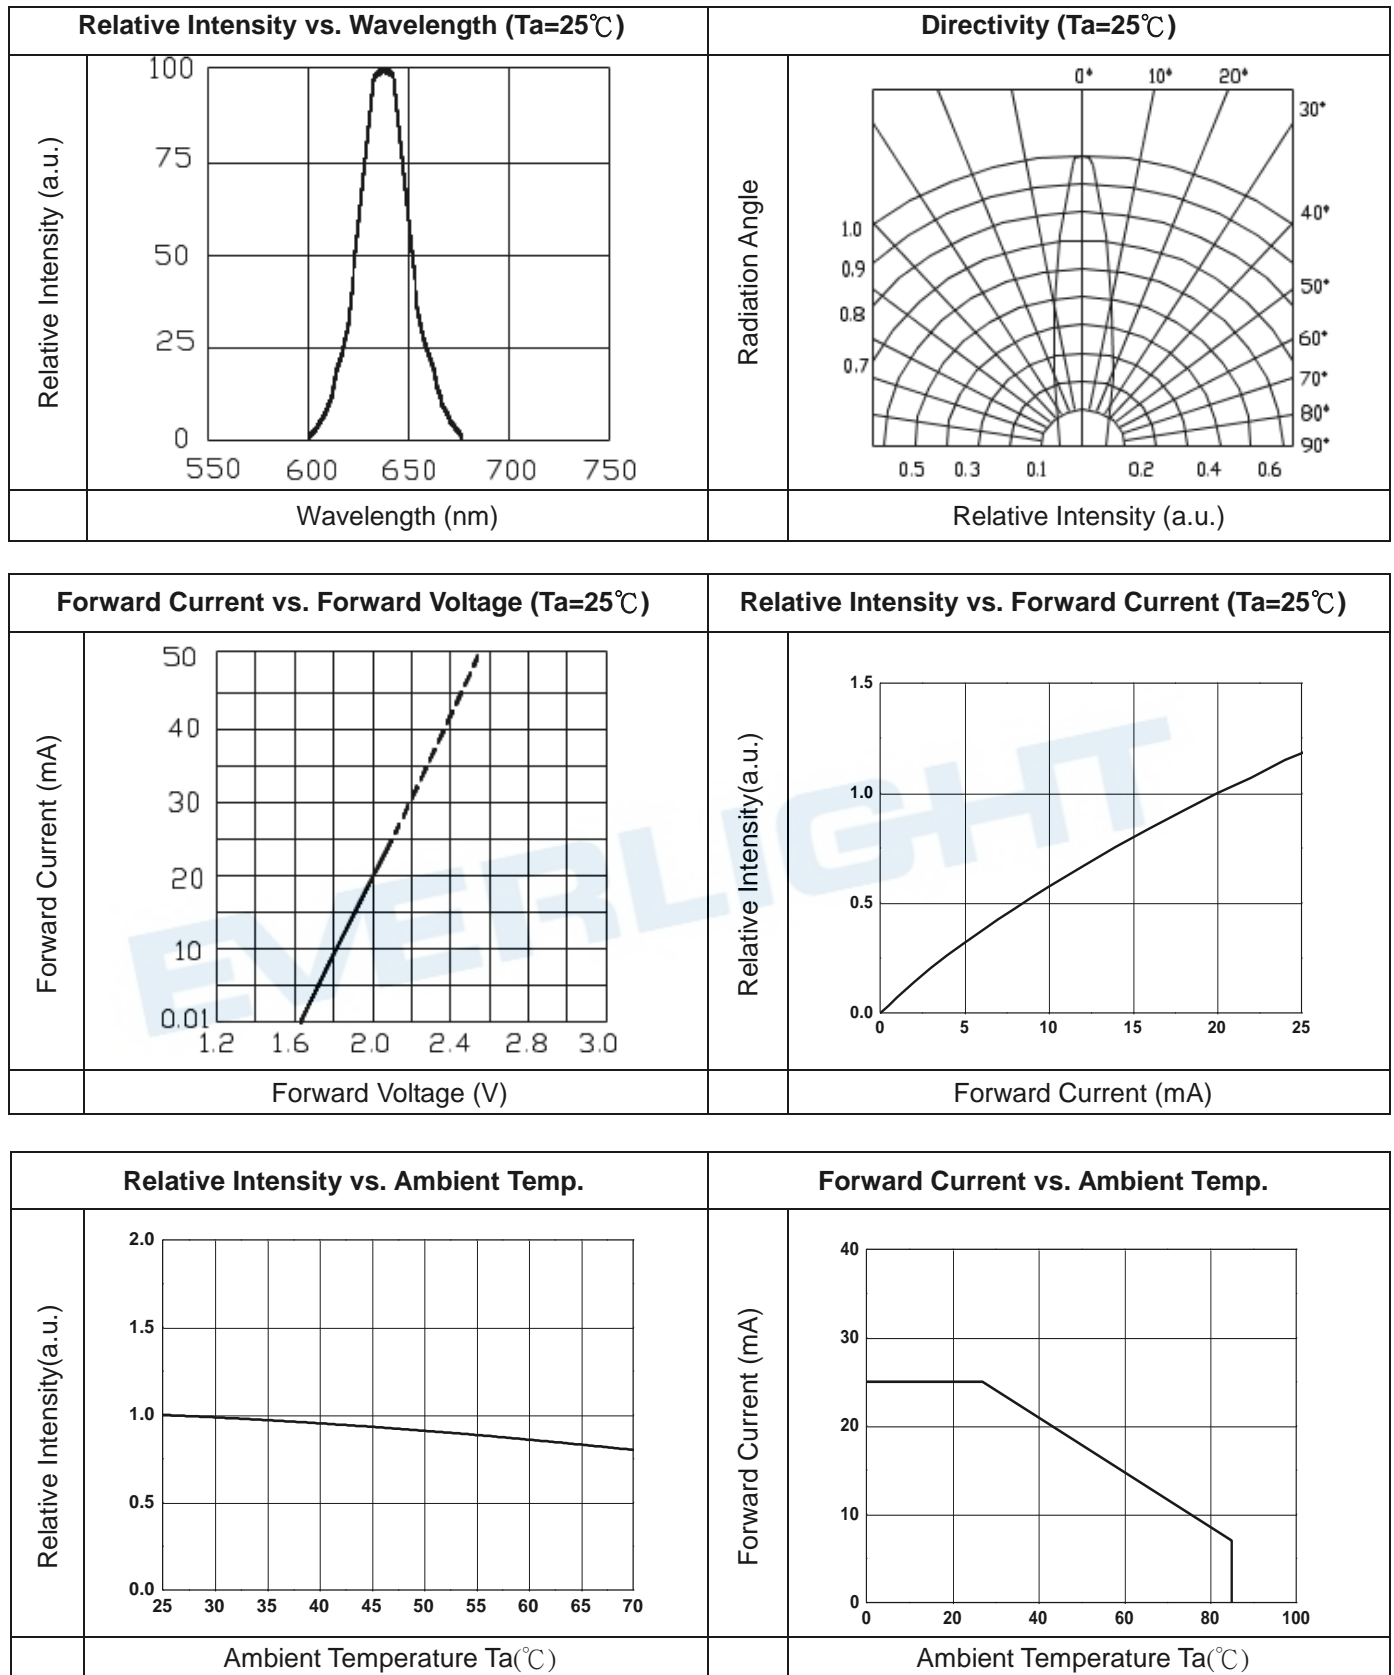 Relative Intensity vs. Wavelength (Ta=25℃)
Relative Intensity (a.u.)
100
75
50
25
0
550 600 650 700 750
Wavelength (nm)
Directivity (Ta=25℃)
Radiation Angle
0° 10° 20°
30°
40°
50°
60°
70°
80°
90°
1.0
0.9
0.8
0.7
0.5 0.3 0.1 0.2 0.4 0.6
Relative Intensity (a.u.)
Forward Current vs. Forward Voltage (Ta=25℃)
Forward Current (mA)
50
40
30
20
10
0.01
1.2 1.6 2.0 2.4 2.8 3.0
Forward Voltage (V)
Relative Intensity vs. Forward Current (Ta=25℃)
Relative Intensity(a.u.)
1.5
1.0
0.5
0.0
0 5 10 15 20 25
Forward Current (mA)
EVERLIGHT
Relative Intensity vs. Ambient Temp.
Relative Intensity(a.u.)
2.0
1.5
1.0
0.5
0.0
25 30 35 40 45 50 55 60 65 70
Ambient Temperature Ta(℃)
Forward Current vs. Ambient Temp.
Forward Current (mA)
40
30
20
10
0
0 20 40 60 80 100
Ambient Temperature Ta(℃)